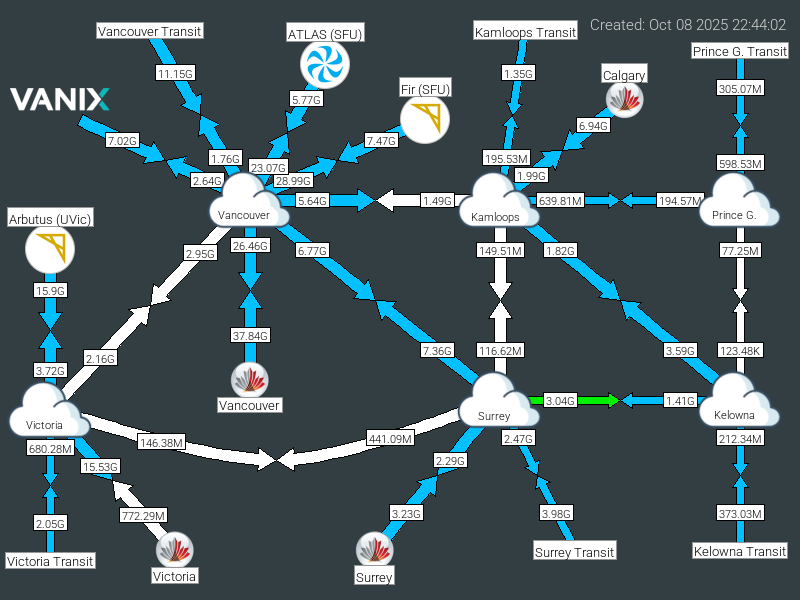 Created: Oct 08 2025 22:44:02
Vancouver Transit
ATLAS (SFU)
Kamloops Transit
Prince G. Transit
11.15G
5.77G
1.35G
Calgary
305.07M
Fir (SFU)
VANIX
7.02G
7.47G
6.94G
1.76G
195.53M
598.53M
23.07G
2.64G
28.99G
1.99G
5.64G
1.49G
639.81M
194.57M
Vancouver
Kamloops
Prince G.
Arbutus (UVic)
2.95G
26.46G
6.77G
149.51M
1.82G
77.25M
15.9G
37.84G
2.16G
7.36G
116.62M
3.59G
123.48K
3.72G
Vancouver
3.04G
1.41G
Victoria
Surrey
Kelowna
146.38M
441.09M
680.28M
2.47G
212.34M
15.53G
2.29G
772.29M
3.23G
3.98G
373.03M
2.05G
Victoria Transit
Victoria
Surrey
Surrey Transit
Kelowna Transit